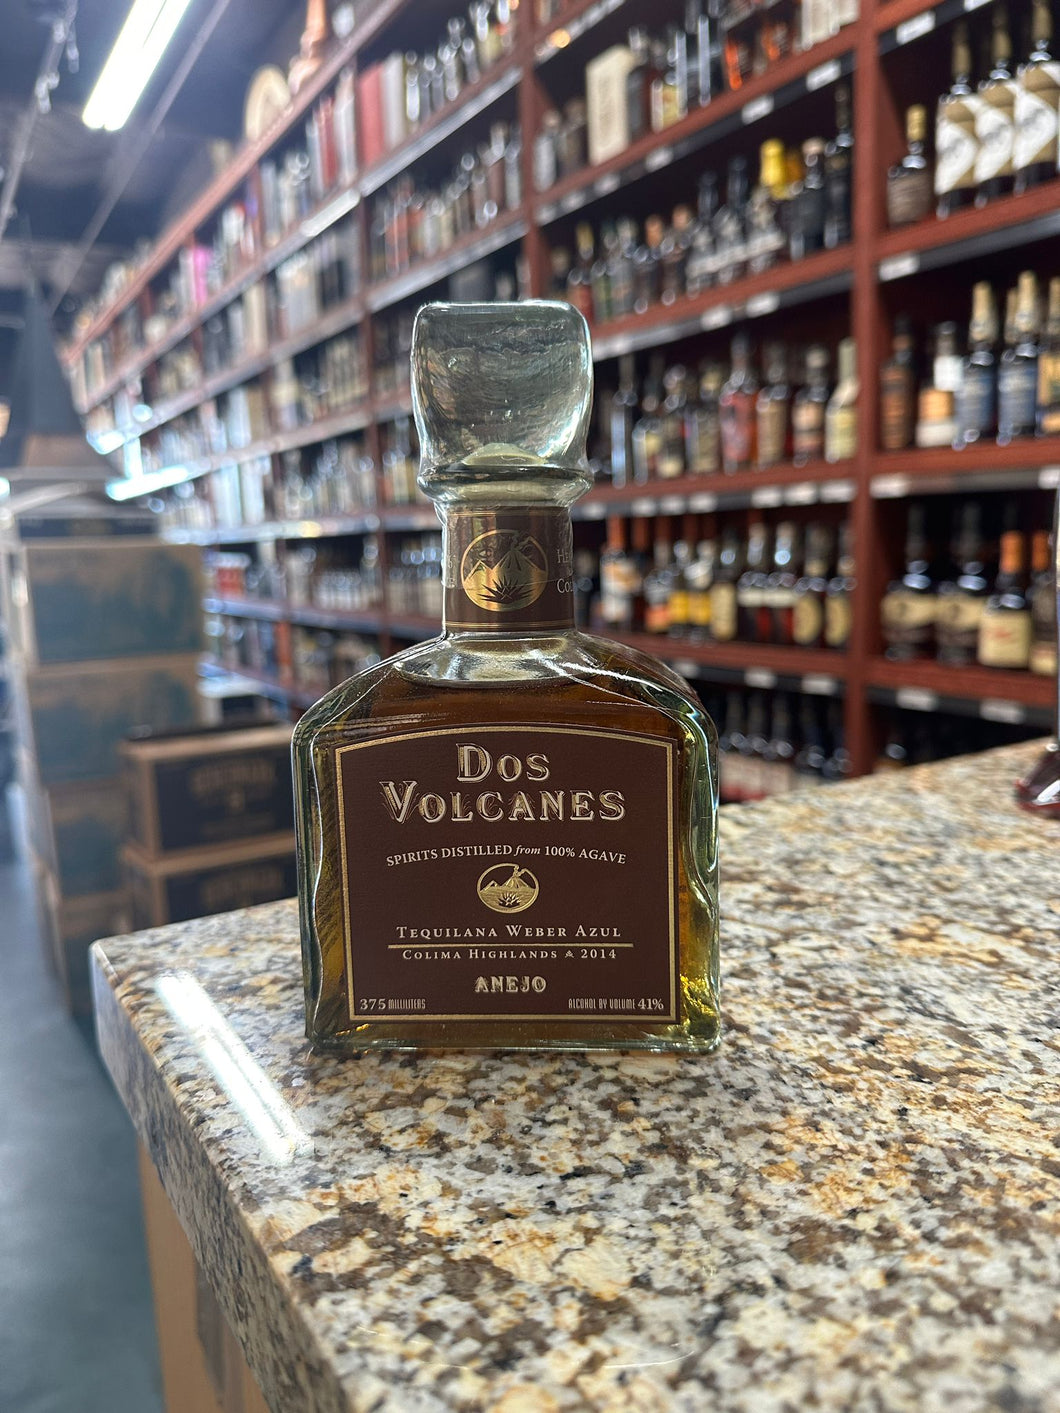 Dos
Volcanes
SPIRITS DISTILLED from 100% AGAVE
Tequilana Weber Azul
Colima Highlands 2014
ANEJO
375 MILLILITERS
ALCOHOL BY VOLUME 41%